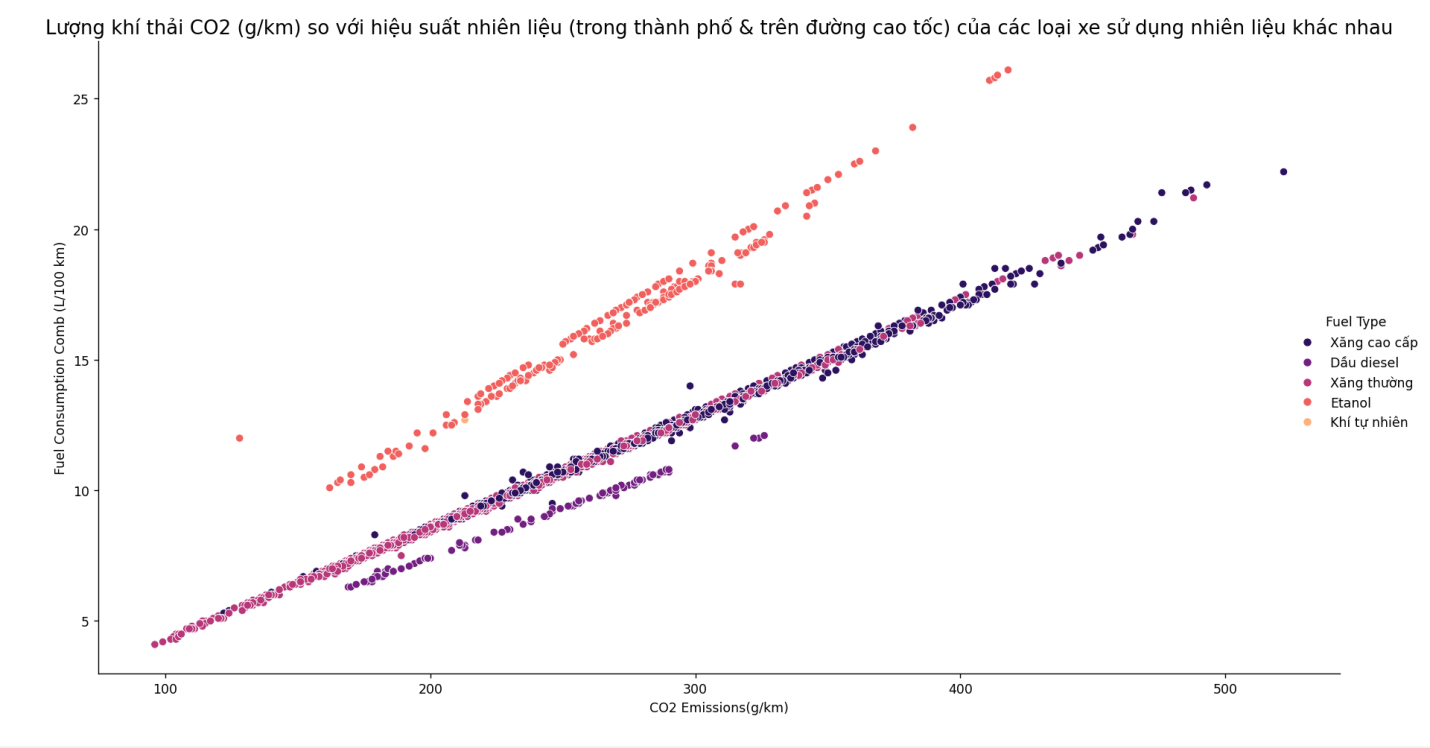 Lượng khí thải CO2 (g/km) so với hiệu suất nhiên liệu (trong thành phố & trên đường cao tốc) của các loại xe sử dụng nhiên liệu khác nhau
Fuel Consumption Comb (L/100 km)
25
20
15
10
5
100
200
300
400
500
CO2 Emissions(g/km)
Fuel Type
Xăng cao cấp
Dầu diesel
Xăng thường
Etanol
Khí tự nhiên